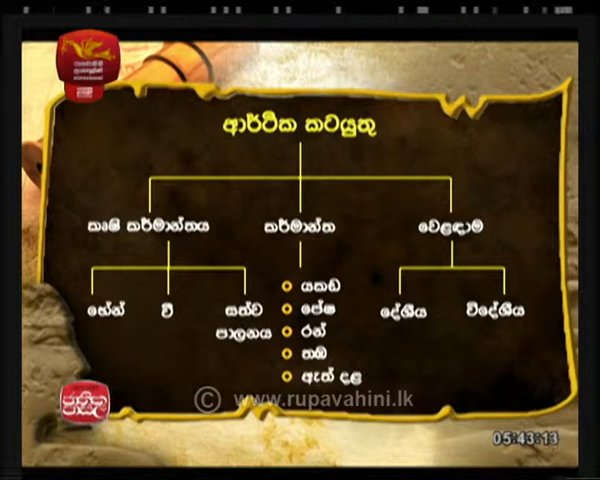 ආර්ථික කටයුතු
කෘෂි කර්මාන්තය
කර්මාන්ත
වෙළඳාම
හේන්
වී
සත්ව
පාලනය
යකඩ
පේෂ
රන්
තඹ
ඇත් දළ
දේශීය
විදේශීය
© www.rupavahini.lk
05:43:13